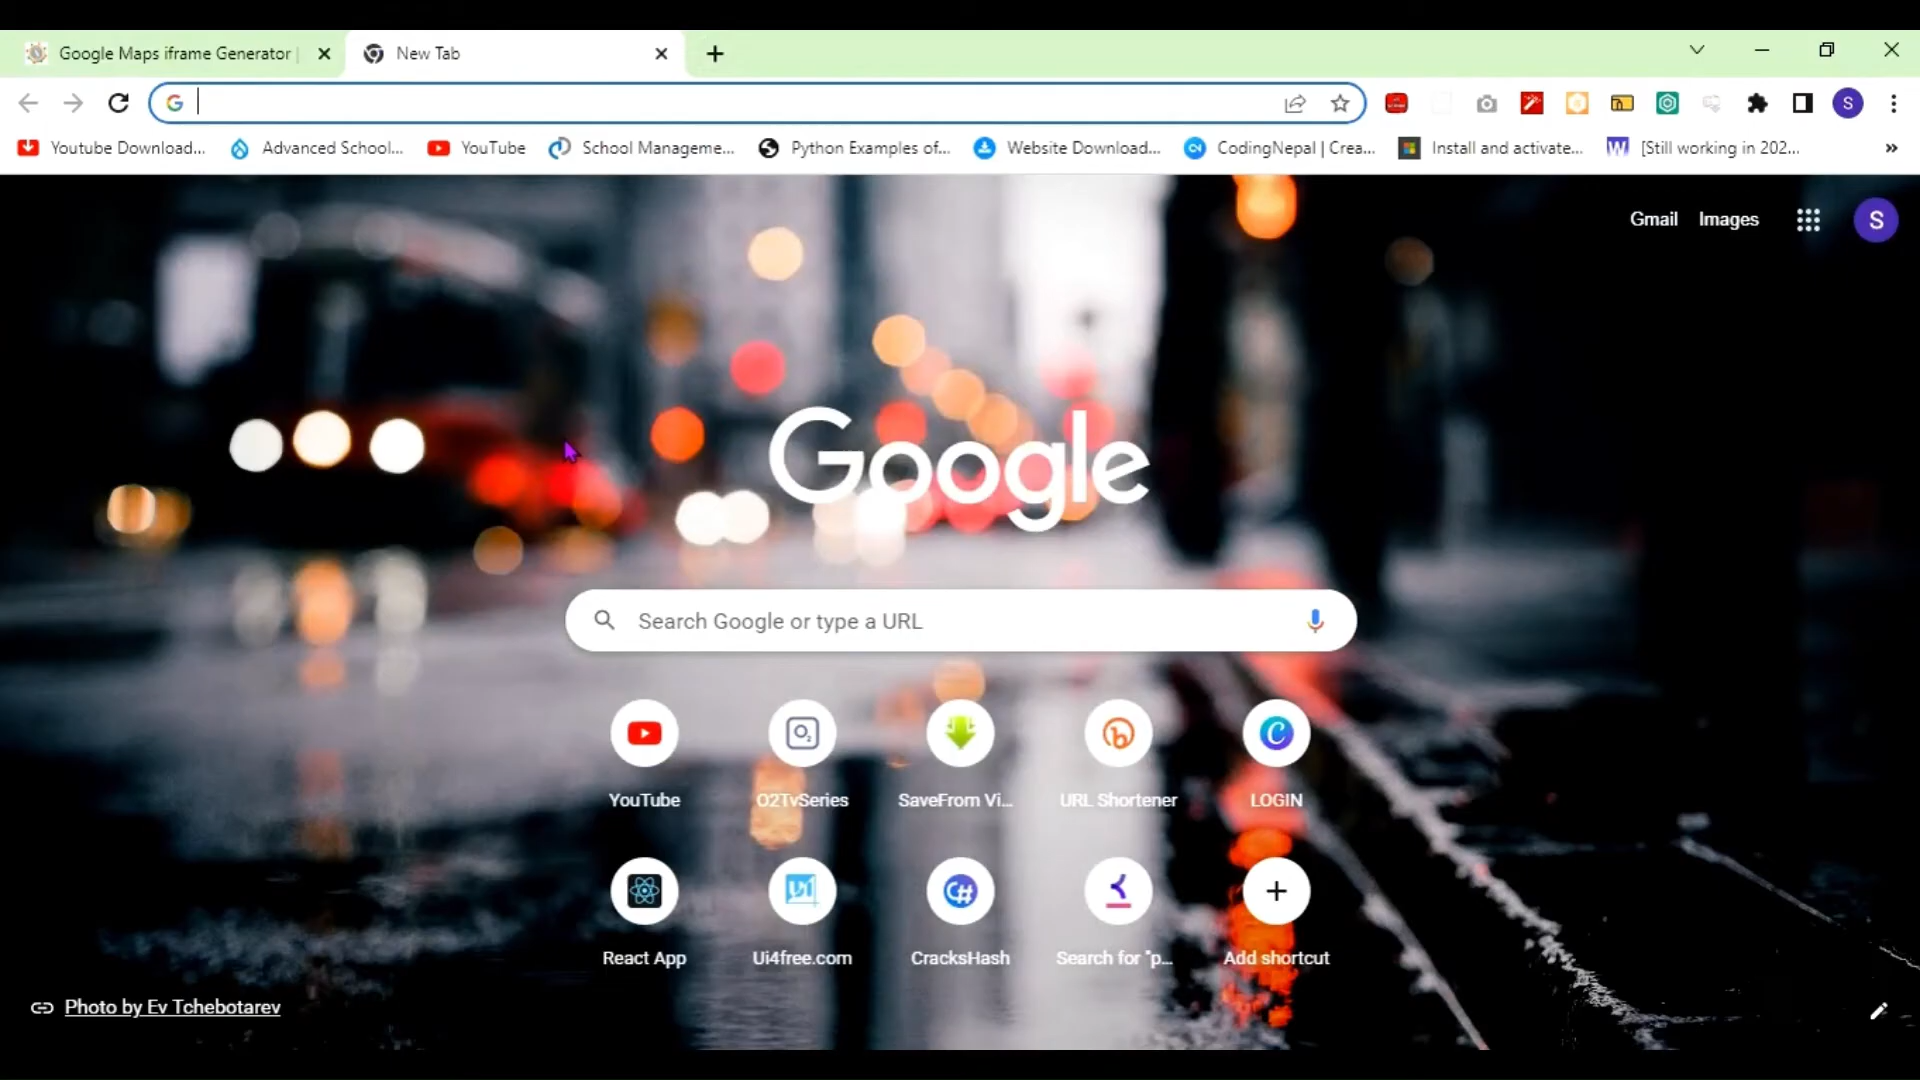 Google Maps iframe Generator |
New Tab
Youtube Download...
Advanced School...
YouTube
School Manageme...
Python Examples of...
Website Download...
CodingNepal | Crea...
Install and activate...
[Still working in 202...
»
S
Gmail
Images
S
Google
Search Google or type a URL
YouTube
O2TvSeries
SaveFrom Vi...
URL Shortener
LOGIN
React App
Ui4free.com
CracksHash
Search for "p...
Add shortcut
Photo by Ev Tchebotarev